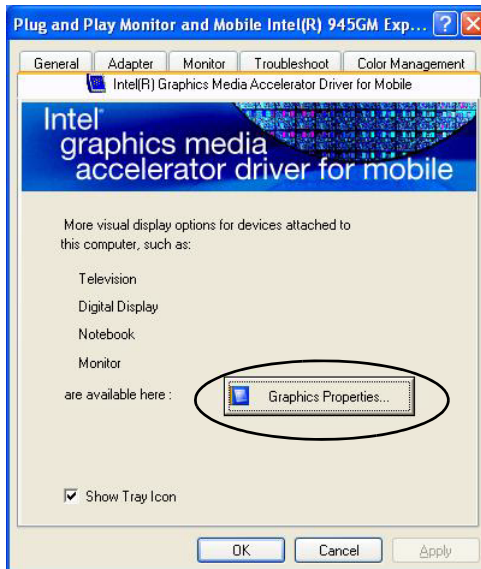 Plug and Play Monitor and Mobile Intel(R) 945GM Exp... ?
General Adapter Monitor Troubleshoot Color Management
Intel(R) Graphics Media Accelerator Driver for Mobile
Intel®
graphics media
accelerator driver for mobile
More visual display options for devices attached to
this computer, such as:
Television
Digital Display
Notebook
Monitor
are available here : Graphics Properties...
Show Tray Icon
OK Cancel Apply